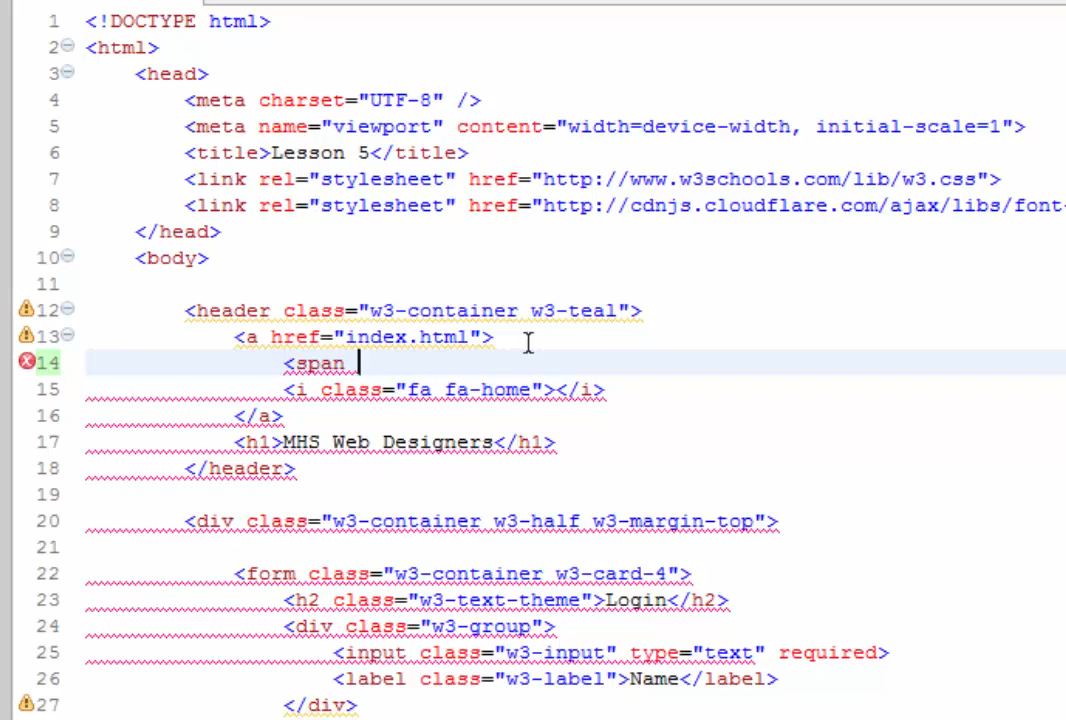 1 <!DOCTYPE html>
2 <html>
3 <head>
4 <meta charset="UTF-8" />
5 <meta name="viewport" content="width=device-width, initial-scale=1">
6 <title>Lesson 5</title>
7 <link rel="stylesheet" href="http://www.w3schools.com/lib/w3.css">
8 <link rel="stylesheet" href="http://cdnjs.cloudflare.com/ajax/libs/font-
9 </head>
10 <body>
11
12 <header class="w3-container w3-teal">
13 <a href="index.html">
14 <span
15 <i class="fa fa-home"></i>
16 </a>
17 <h1>MHS Web Designers</h1>
18 </header>
19
20 <div class="w3-container w3-half w3-margin-top">
21
22 <form class="w3-container w3-card-4">
23 <h2 class="w3-text-theme">Login</h2>
24 <div class="w3-group">
25 <input class="w3-input" type="text" required>
26 <label class="w3-label">Name</label>
27 </div>